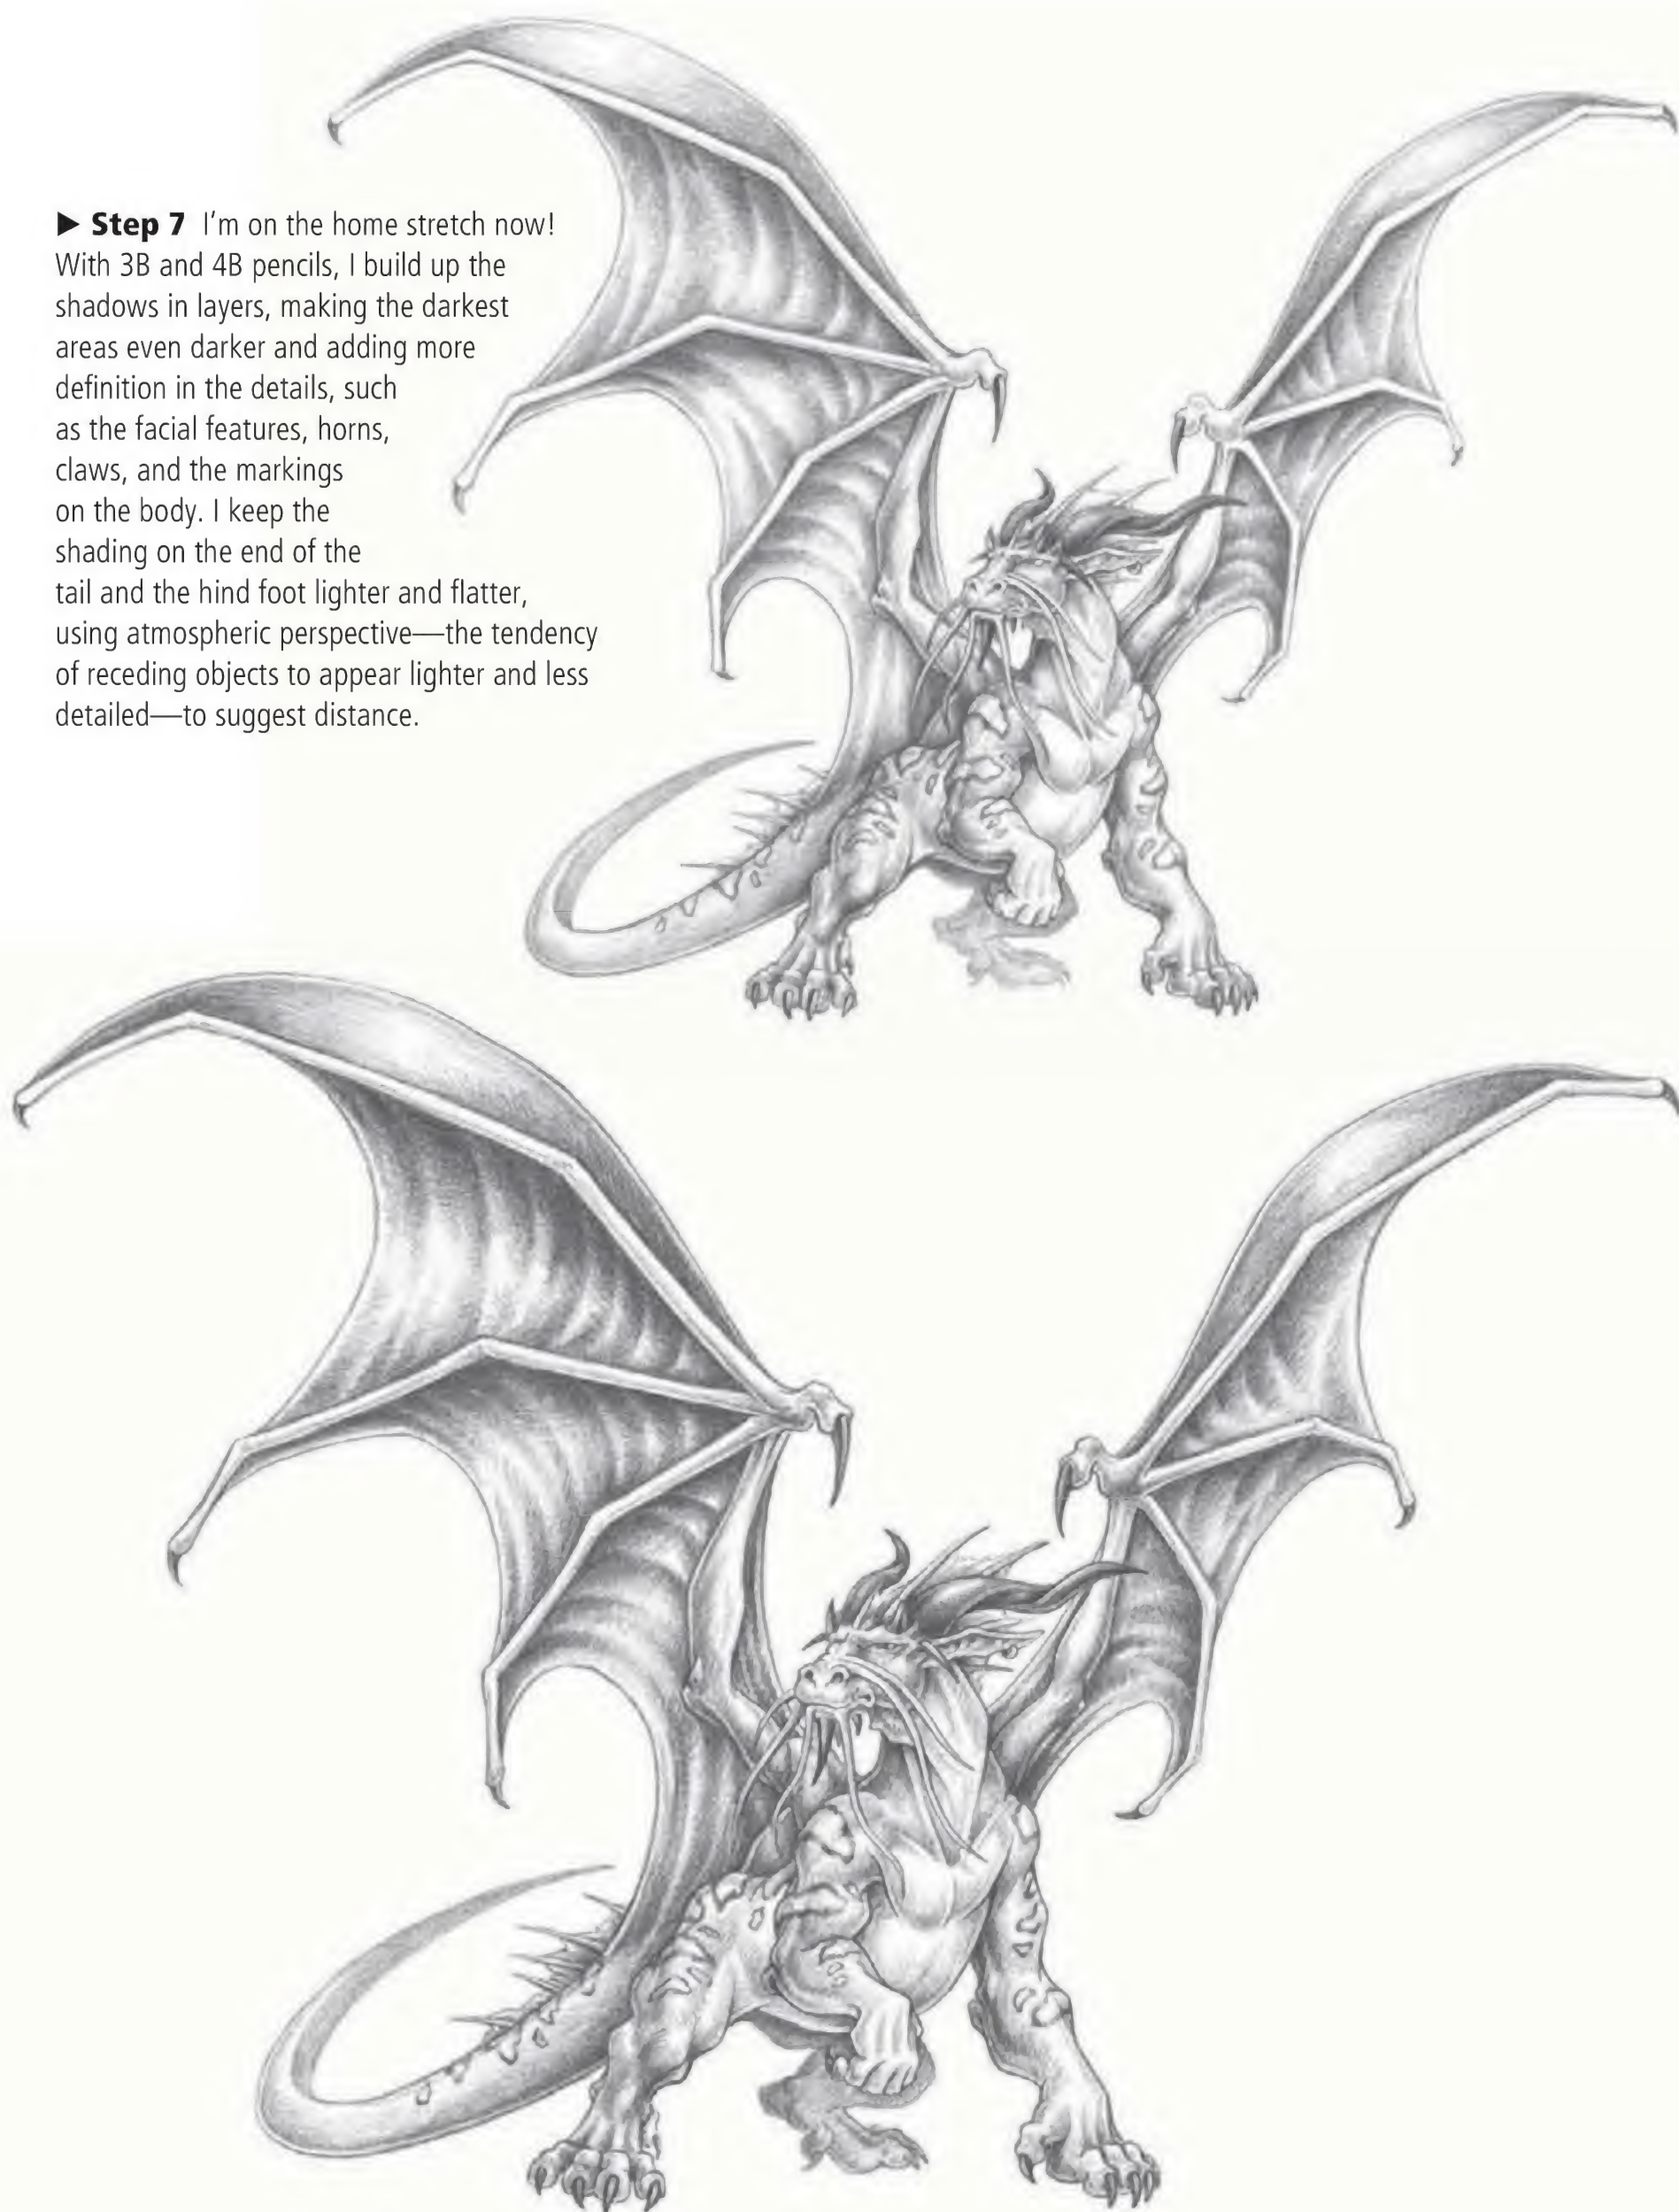 ▶ Step 7 I'm on the home stretch now!
With 3B and 4B pencils, I build up the
shadows in layers, making the darkest
areas even darker and adding more
definition in the details, such
as the facial features, horns,
claws, and the markings
on the body. I keep the
shading on the end of the
tail and the hind foot lighter and flatter,
using atmospheric perspective—the tendency
of receding objects to appear lighter and less
detailed—to suggest distance.